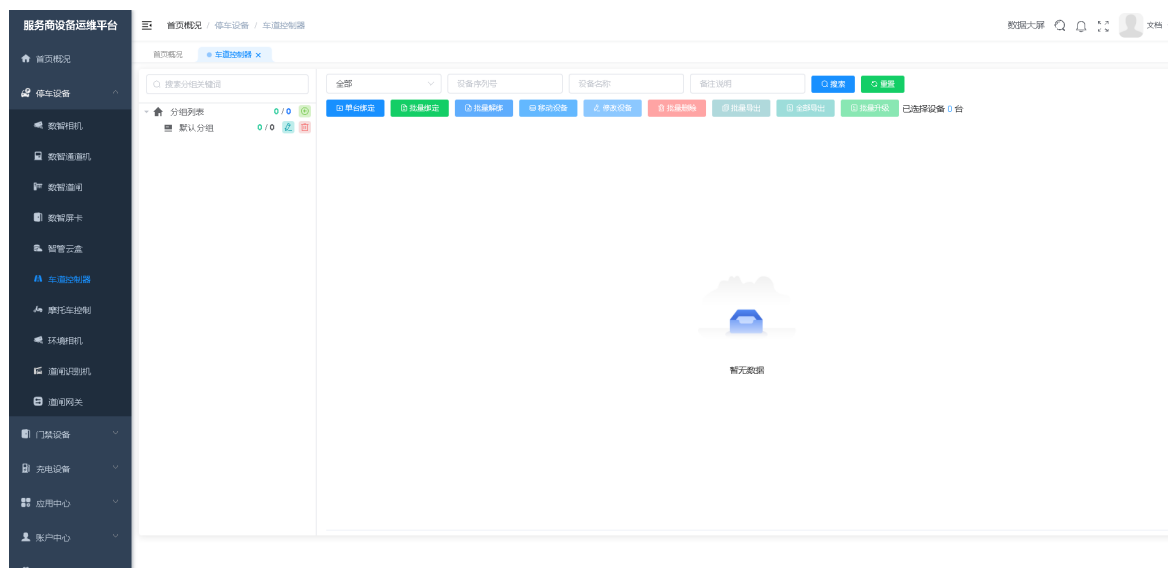 服务商设备运维平台
首页概况 / 停车设备 / 车道控制器
数据大屏
文档
首页概况
停车设备
数智相机
数智通道机
数智道闸
数智屏卡
智管云盒
车道控制器
摩托车控制
环境相机
道闸识别机
道闸网关
门禁设备
充电设备
应用中心
账户中心
首页概况
车道控制器 ×
搜索分组关键词
分组列表 0 / 0
默认分组 0 / 0
全部
设备序列号
设备名称
备注说明
搜索
重置
单台绑定
批量绑定
批量解绑
移动设备
修改设备
批量删除
批量导出
全部导出
批量升级
已选择设备 0 台
暂无数据